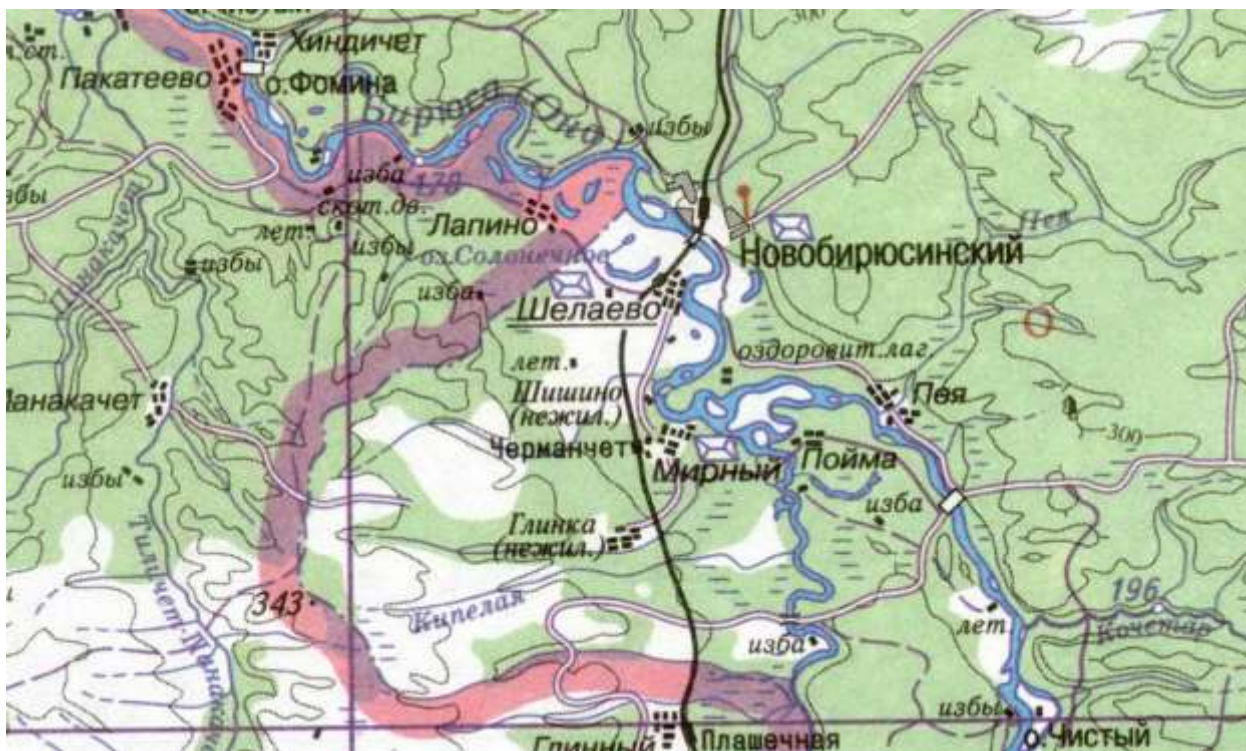 Хиндичет
Пакатеево
о.Фомина
Бирюса (Она)
избы
300
изба
178
скот. дв.
Лапино
лет.
избы
оз.Солонечное
Пея
Новобирюсинский
избы
изба
Шелаево
оздоровит.лаг.
лет.
Шишино
(нежил.)
Пея
300
Черманчет
Мирный
Пойма
избы
изба
Глинка
(нежил.)
343
Кипелая
196
лет.
изба
избы
о.Чистый
Глинный
Плашечная